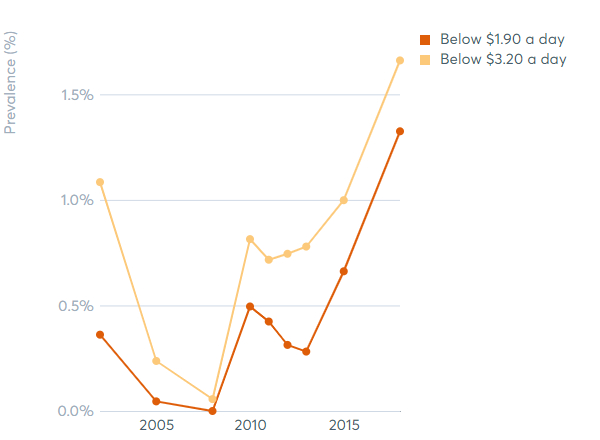 Prevalence (%)
Below $1.90 a day
Below $3.20 a day
1.5%
1.0%
0.5%
0.0%
2005 2010 2015